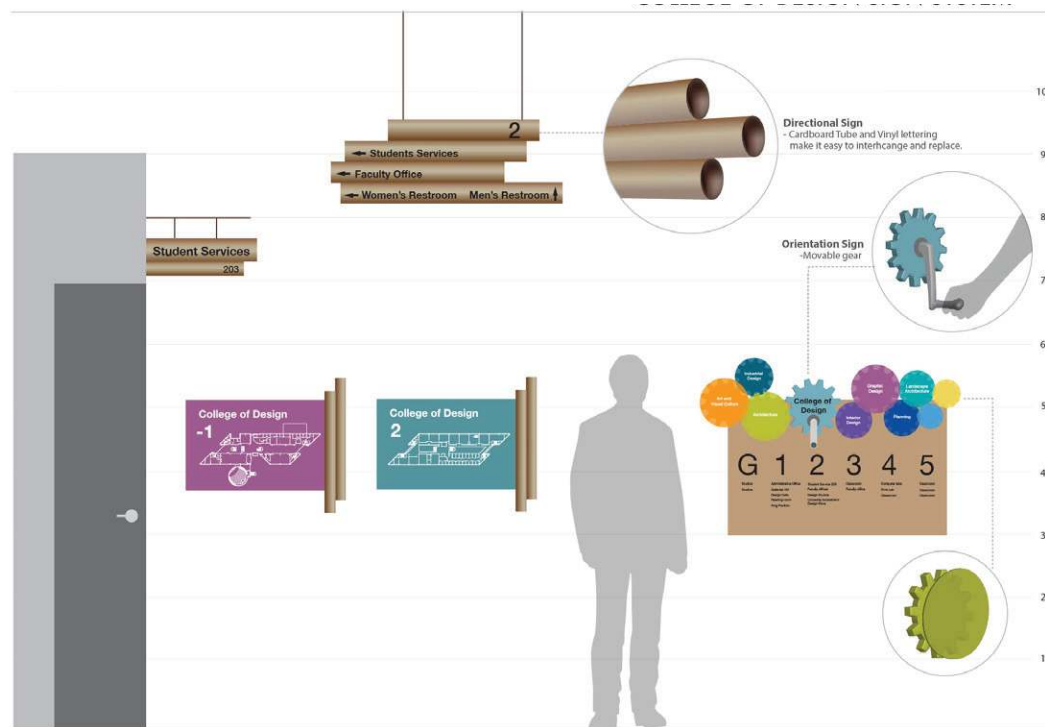 2
Students Services
Faculty Office
Women's Restroom Men's Restroom
Directional Sign
- Cardboard Tube and Vinyl lettering
make it easy to interhcange and replace.
Student Services
203
Orientation Sign
-Movable gear
College of Design
-1
College of Design
2
Industrial
Design
Art and
Visual Culture
Architecture
College of
Design
Graphic
Design
Interior
Design
Landscape
Architecture
Planning
G 1 2 3 4 5
10
9
8
7
6
5
4
3
2
1